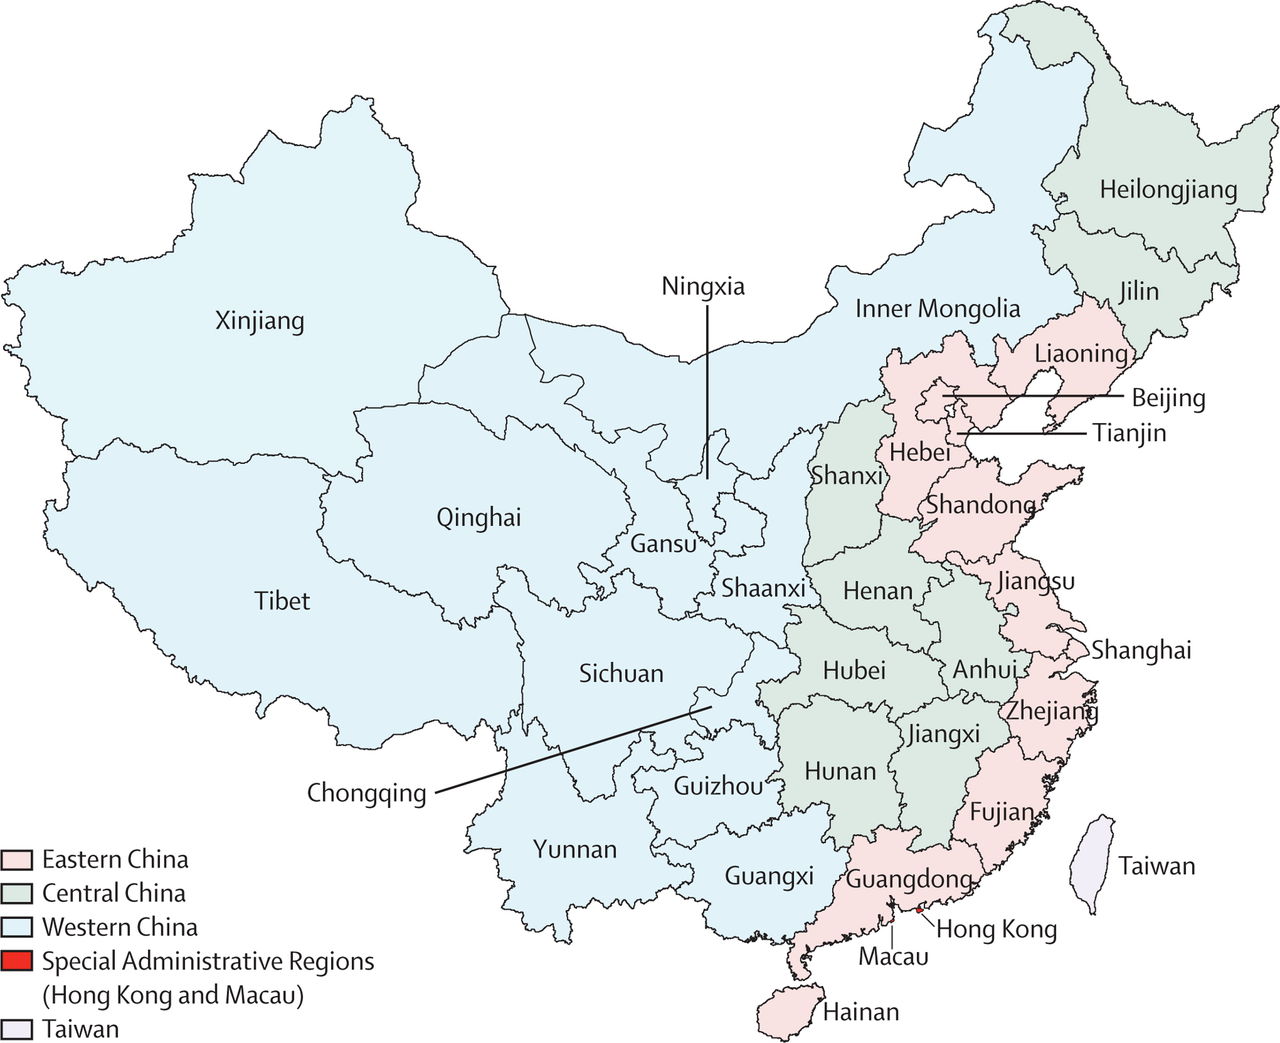 Heilongjiang
Jilin
Ningxia
Inner Mongolia
Xinjiang
Liaoning
Beijing
Tianjin
Hebei
Shanxi
Shandong
Qinghai
Gansu
Shaanxi
Henan
Jiangsu
Tibet
Shanghai
Sichuan
Hubei
Anhui
Zhejiang
Jiangxi
Hunan
Guizhou
Chongqing
Fujian
Yunnan
Guangxi
Guangdong
Taiwan
Hong Kong
Macau
Hainan
Eastern China
Central China
Western China
Special Administrative Regions
(Hong Kong and Macau)
Taiwan